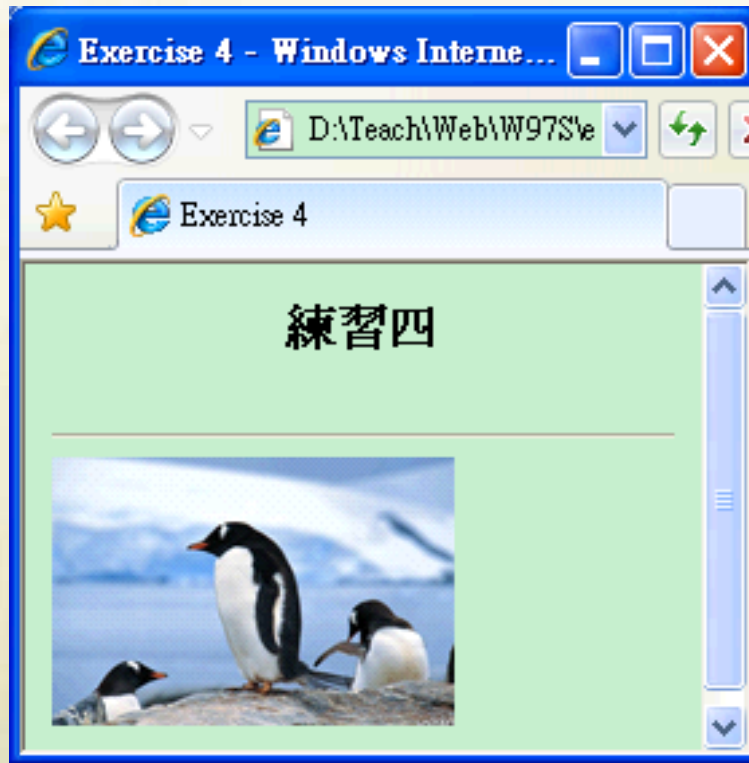 Exercise 4 - Windows Interne...
D:\Teach\Web\W97S\e
Exercise 4
練習四